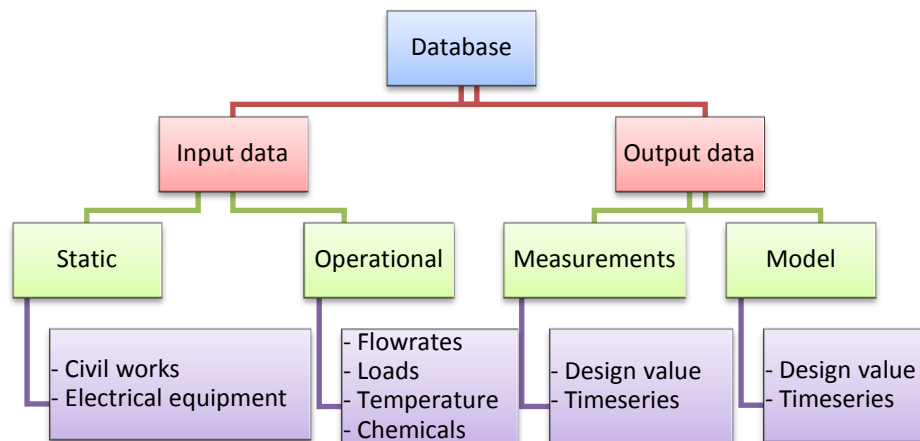 Database
Input data
Output data
Static
Operational
Measurements
Model
- Civil works
- Electrical equipment
- Flowrates
- Loads
- Temperature
- Chemicals
- Design value
- Timeseries
- Design value
- Timeseries